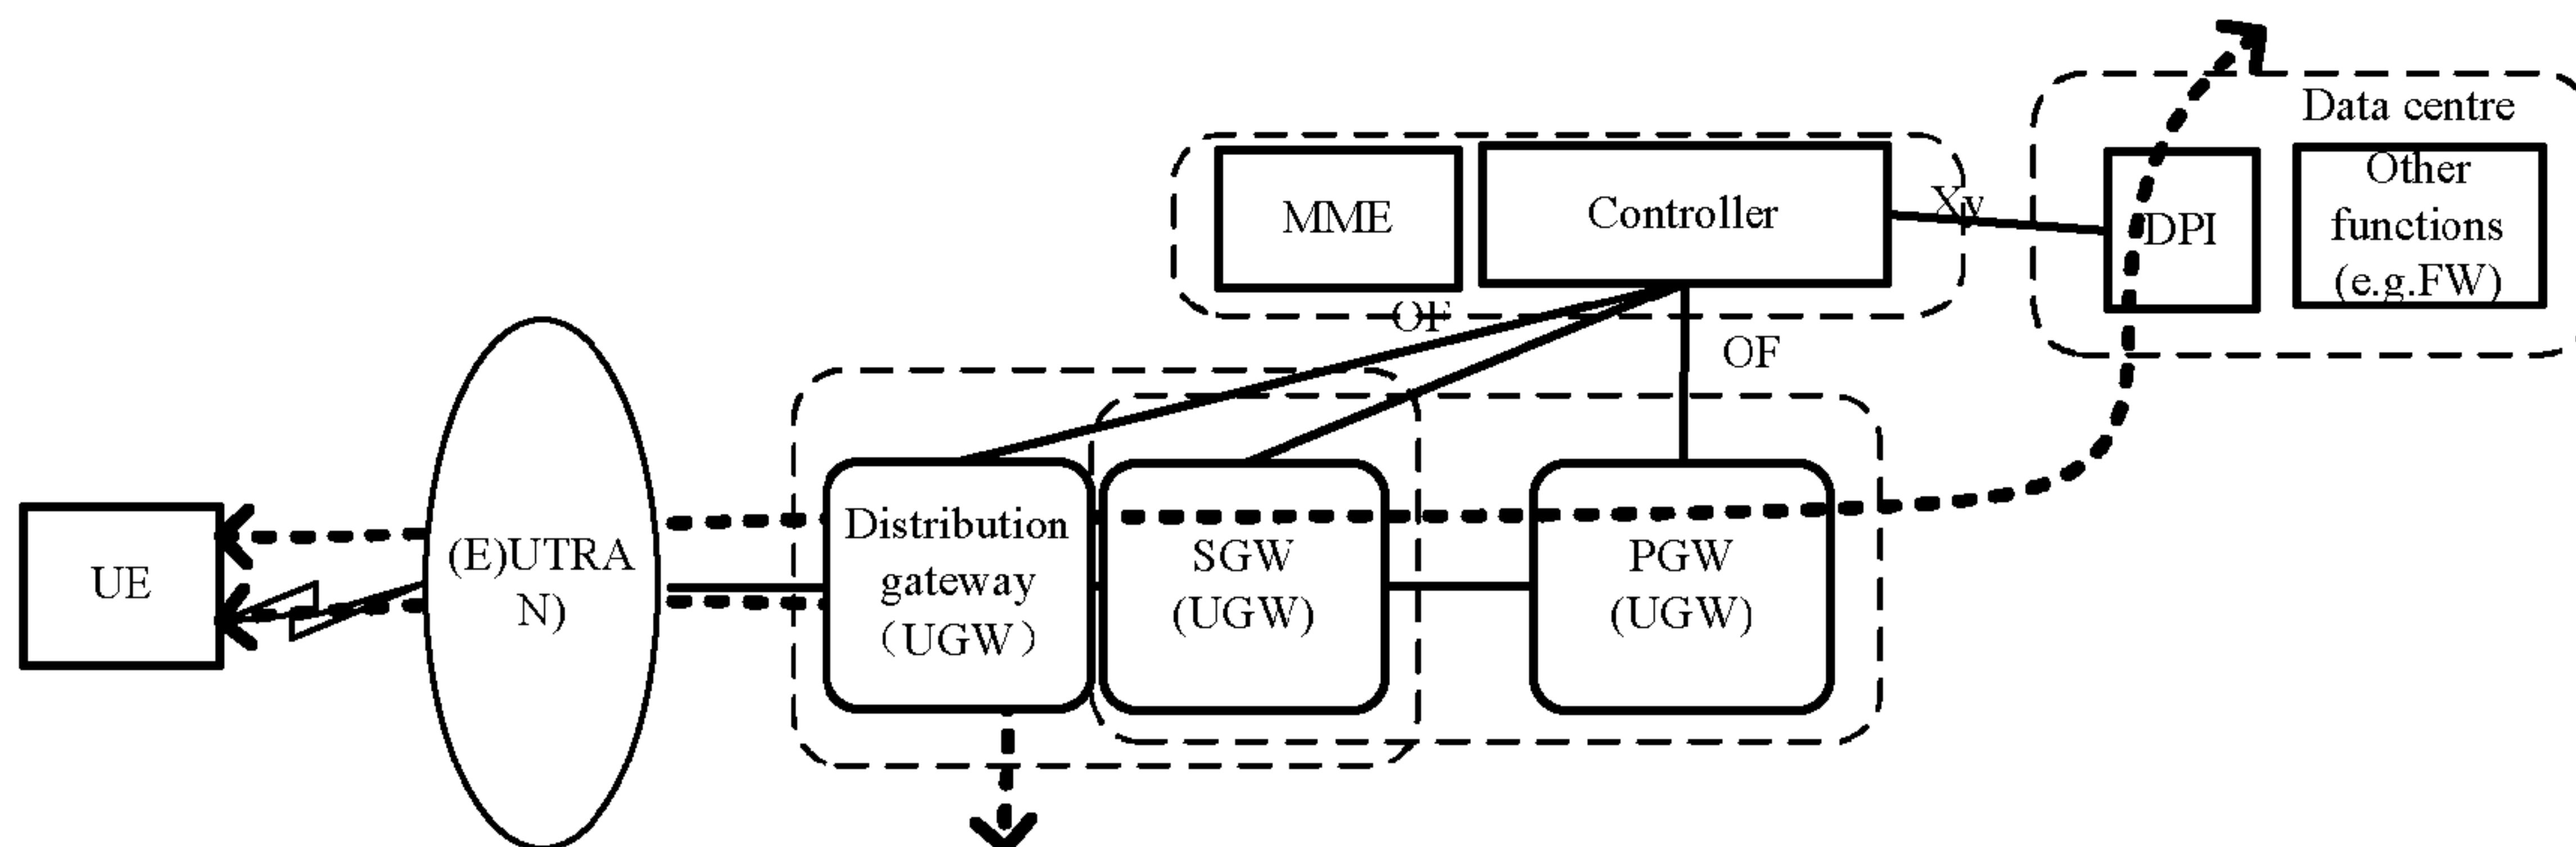 Data centre
MME
Controller
Xy
DPI
Other
functions
(e.g.FW)
OF
OF
UE
(E)UTRA
N)
Distribution
gateway
（UGW）
SGW
(UGW)
PGW
(UGW)